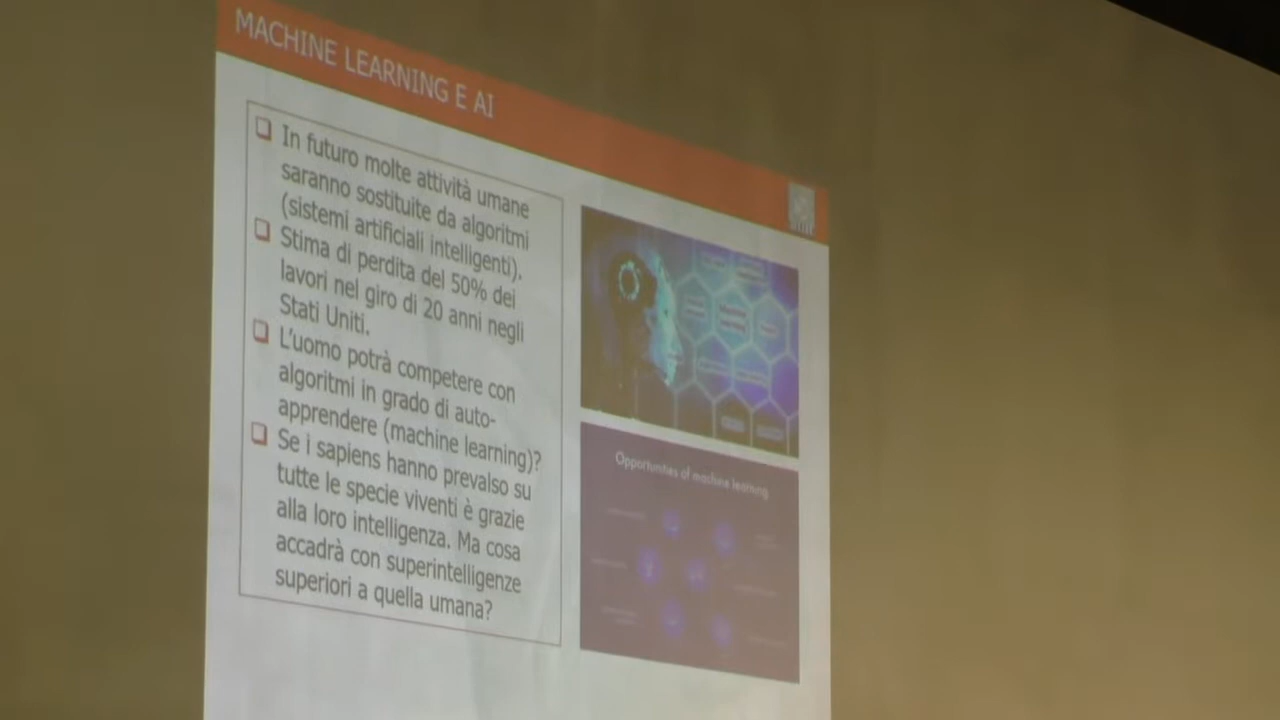 MACHINE LEARNING E AI
In futuro molte attività umane
saranno sostituite da algoritmi
(sistemi artificiali intelligenti).
Stima di perdita del 50% dei
lavori nel giro di 20 anni negli
Stati Uniti.
L'uomo potrà competere con
algoritmi in grado di auto-
apprendere (machine learning)?
Se i sapiens hanno prevalso su
tutte le specie viventi è grazie
alla loro intelligenza. Ma cosa
accadrà con superintelligenze
superiori a quella umana?
Opportunities of machine learning